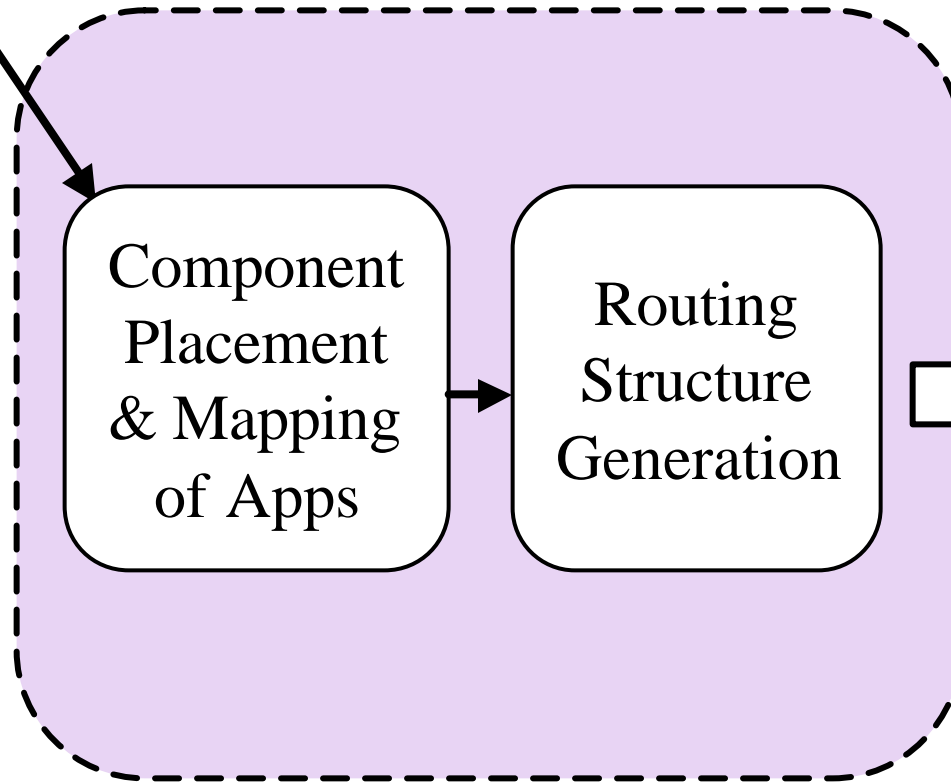 Component
Placement
& Mapping
of Apps
Routing
Structure
Generation